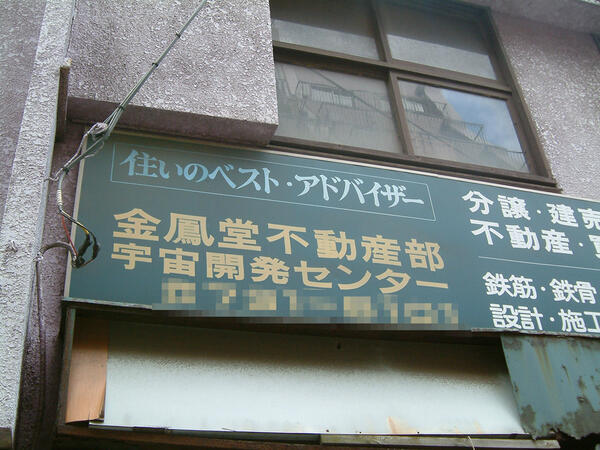 住いのベスト・アドバイザー
金鳳堂不動産部
宇宙開発センター
分譲・建売
不動産・
鉄筋・鉄骨
設計・施工